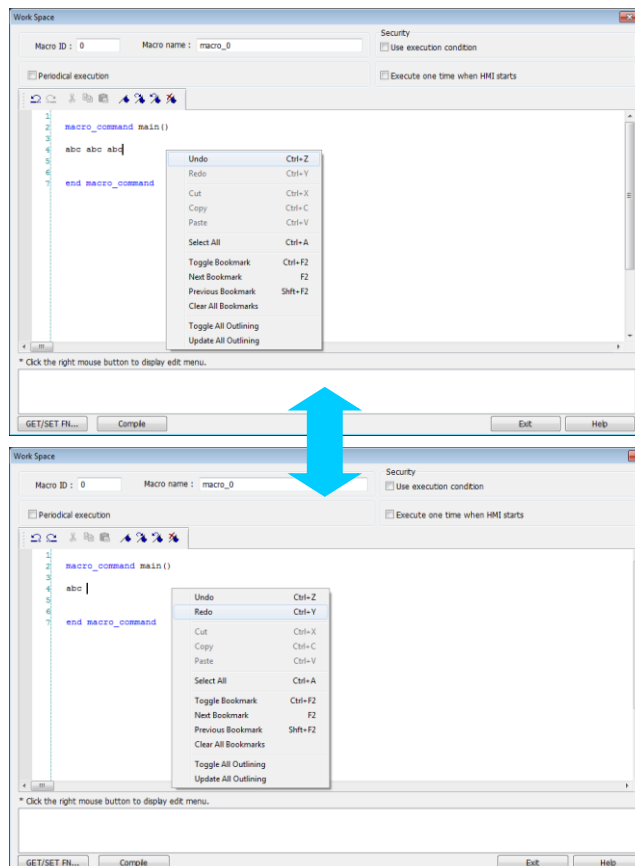 Work Space
Security
Macro ID : 0 Macro name : macro_0 Use execution condition
Periodical execution Execute one time when HMI starts
1
2 macro_command main()
3
4 abc abc abc
5
6
7 end macro_command
Undo Ctrl+Z
Redo Ctrl+Y
Cut Ctrl+X
Copy Ctrl+C
Paste Ctrl+V
Select All Ctrl+A
Toggle Bookmark Ctrl+F2
Next Bookmark F2
Previous Bookmark Shft+F2
Clear All Bookmarks
Toggle All Outlining
Update All Outlining
* Click the right mouse button to display edit menu.
GET/SET FN... Compile Exit Help
Work Space
Security
Macro ID : 0 Macro name : macro_0 Use execution condition
Periodical execution Execute one time when HMI starts
1
2 macro_command main()
3
4 abc
5
6
7 end macro_command
Undo Ctrl+Z
Redo Ctrl+Y
Cut Ctrl+X
Copy Ctrl+C
Paste Ctrl+V
Select All Ctrl+A
Toggle Bookmark Ctrl+F2
Next Bookmark F2
Previous Bookmark Shft+F2
Clear All Bookmarks
Toggle All Outlining
Update All Outlining
* Click the right mouse button to display edit menu.
GET/SET FN... Compile Exit Help